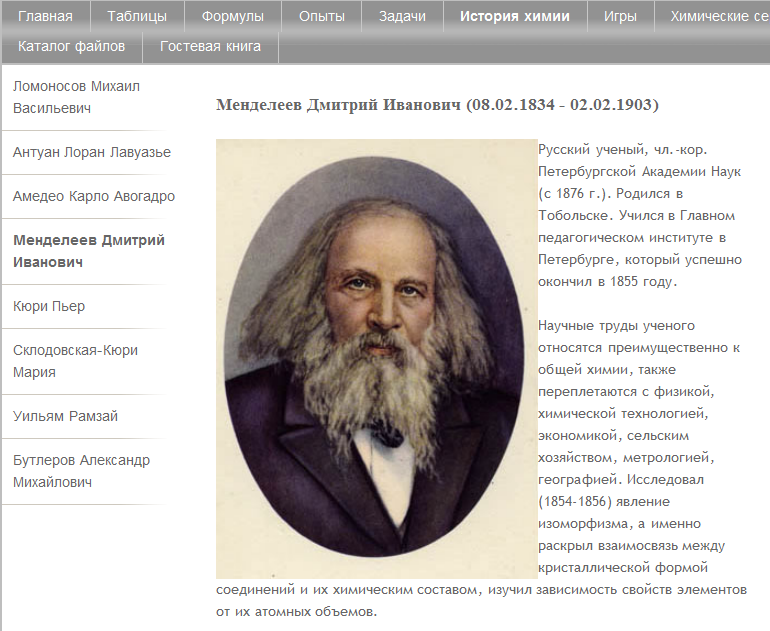 Главная Таблицы Формулы Опыты Задачи История химии Игры Химические се
Каталог файлов Гостевая книга
Ломоносов Михаил
Васильевич
Антуан Лоран Лавуазье
Амедео Карло Авогадро
Менделеев Дмитрий
Иванович
Кюри Пьер
Склодовская-Кюри
Мария
Уильям Рамзай
Бутлеров Александр
Михайлович
Менделеев Дмитрий Иванович (08.02.1834 - 02.02.1903)
Русский ученый, чл.-кор.
Петербургской Академии Наук
(с 1876 г.). Родился в
Тобольске. Учился в Главном
педагогическом институте в
Петербурге, который успешно
окончил в 1855 году.
Научные труды ученого
относятся преимущественно к
общей химии, также
переплетаются с физикой,
химической технологией,
экономикой, сельским
хозяйством, метрологией,
географией. Исследовал
(1854-1856) явление
изоморфизма, а именно
раскрыл взаимосвязь между
кристаллической формой
соединений и их химическим составом, изучил зависимость свойств элементов
от их атомных объемов.